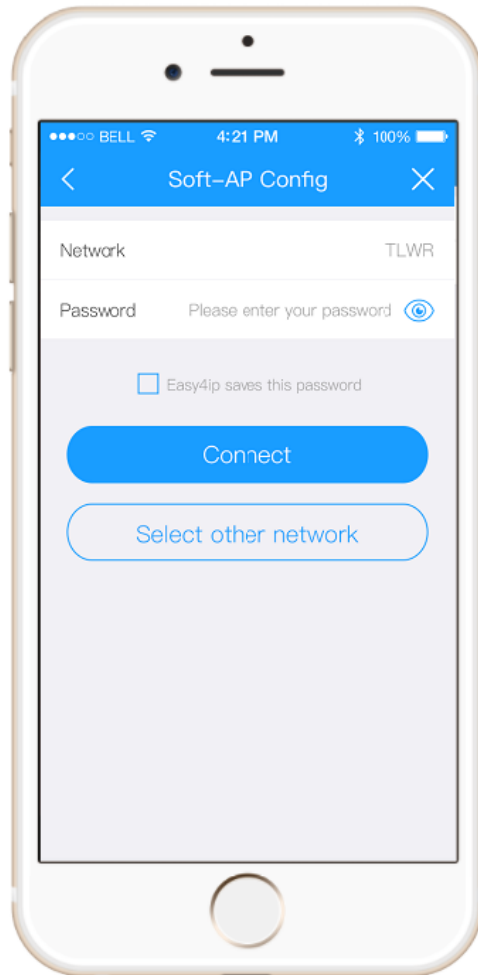 ●●●○○ BELL 4:21 PM 100%
Soft-AP Config
Network TLWR
Password Please enter your password
Easy4ip saves this password
Connect
Select other network